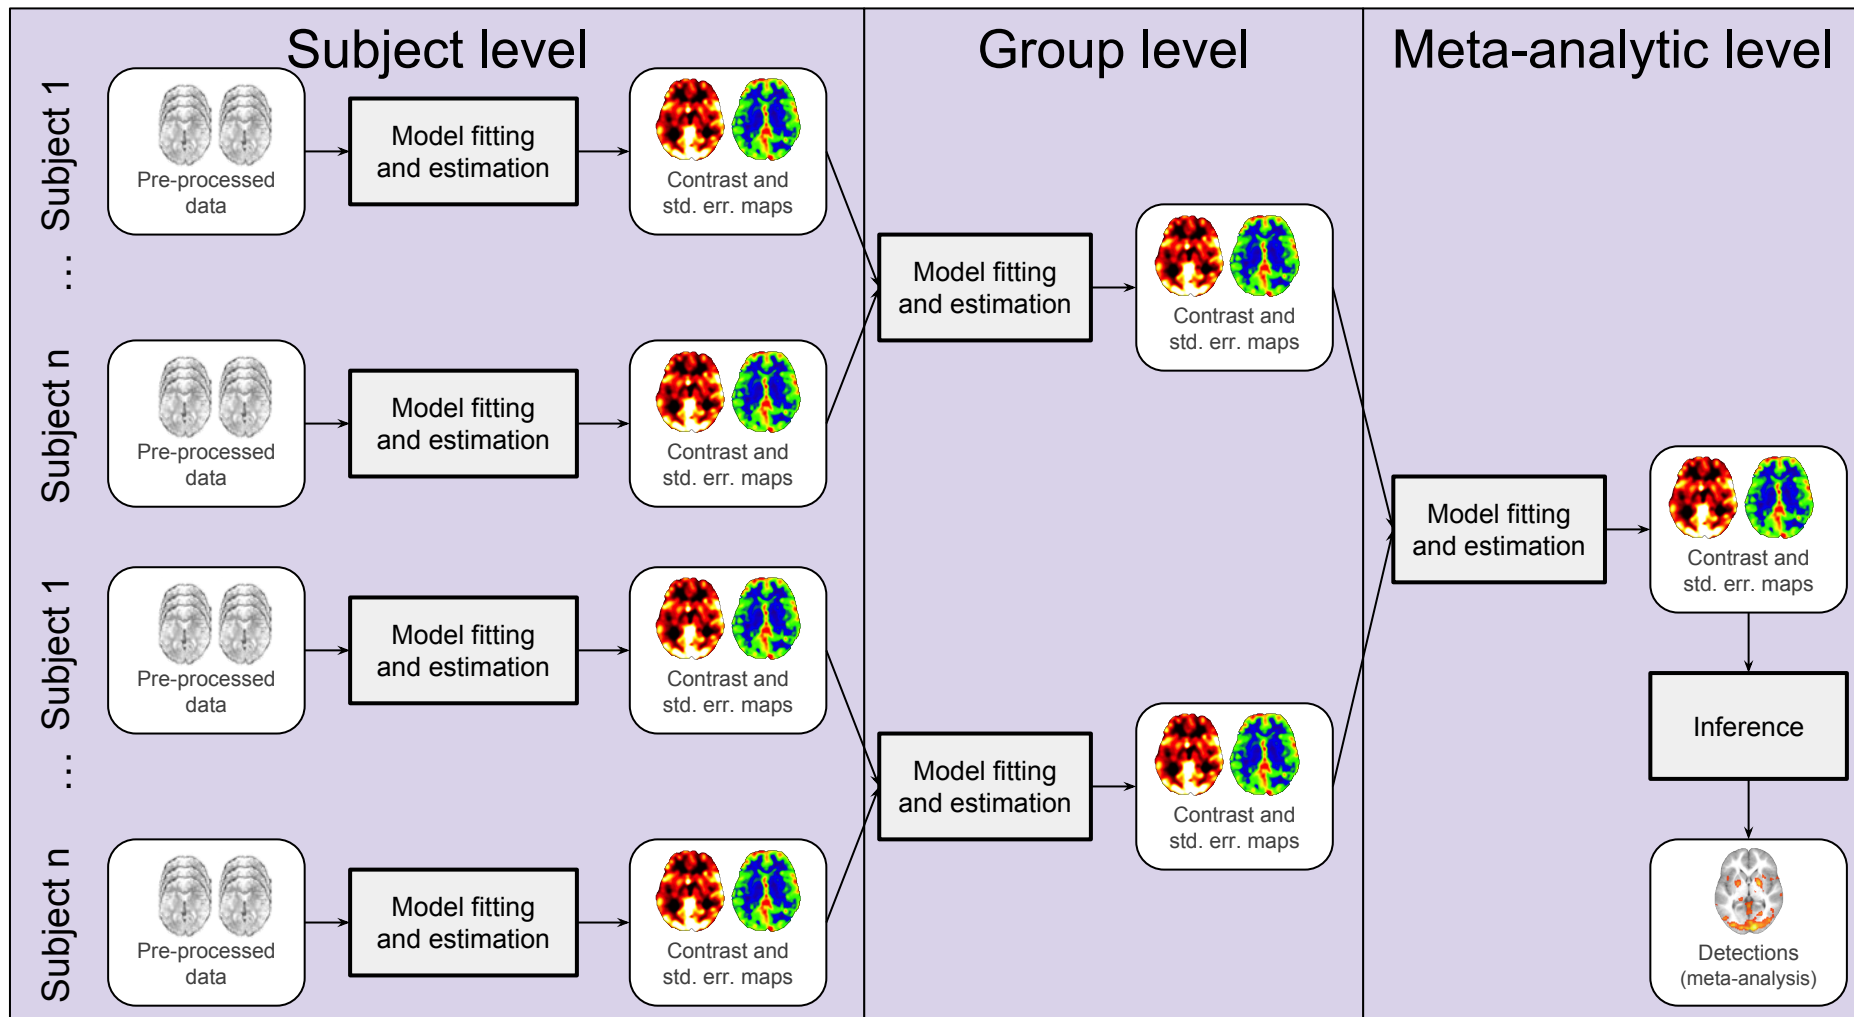 Subject level
Group level
Meta-analytic level
Subject 1
Pre-processed
data
Model fitting
and estimation
Contrast and
std. err. maps
...
Subject n
Pre-processed
data
Model fitting
and estimation
Contrast and
std. err. maps
Subject 1
Pre-processed
data
Model fitting
and estimation
Contrast and
std. err. maps
...
Subject n
Pre-processed
data
Model fitting
and estimation
Contrast and
std. err. maps
Model fitting
and estimation
Contrast and
std. err. maps
Model fitting
and estimation
Contrast and
std. err. maps
Model fitting
and estimation
Contrast and
std. err. maps
Inference
Detections
(meta-analysis)